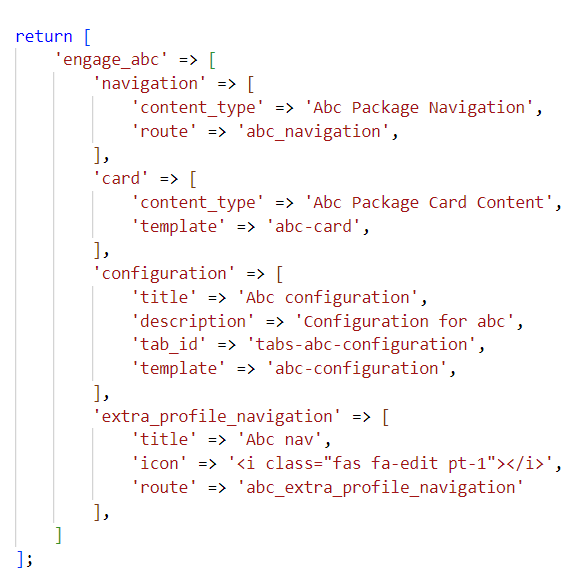 return [
    'engage_abc' => [
        'navigation' => [
            'content_type' => 'Abc Package Navigation',
            'route' => 'abc_navigation',
        ],
        'card' => [
            'content_type' => 'Abc Package Card Content',
            'template' => 'abc-card',
        ],
        'configuration' => [
            'title' => 'Abc configuration',
            'description' => 'Configuration for abc',
            'tab_id' => 'tabs-abc-configuration',
            'template' => 'abc-configuration',
        ],
        'extra_profile_navigation' => [
            'title' => 'Abc nav',
            'icon' => '<i class="fas fa-edit pt-1"></i>',
            'route' => 'abc_extra_profile_navigation'
        ],
    ]
];